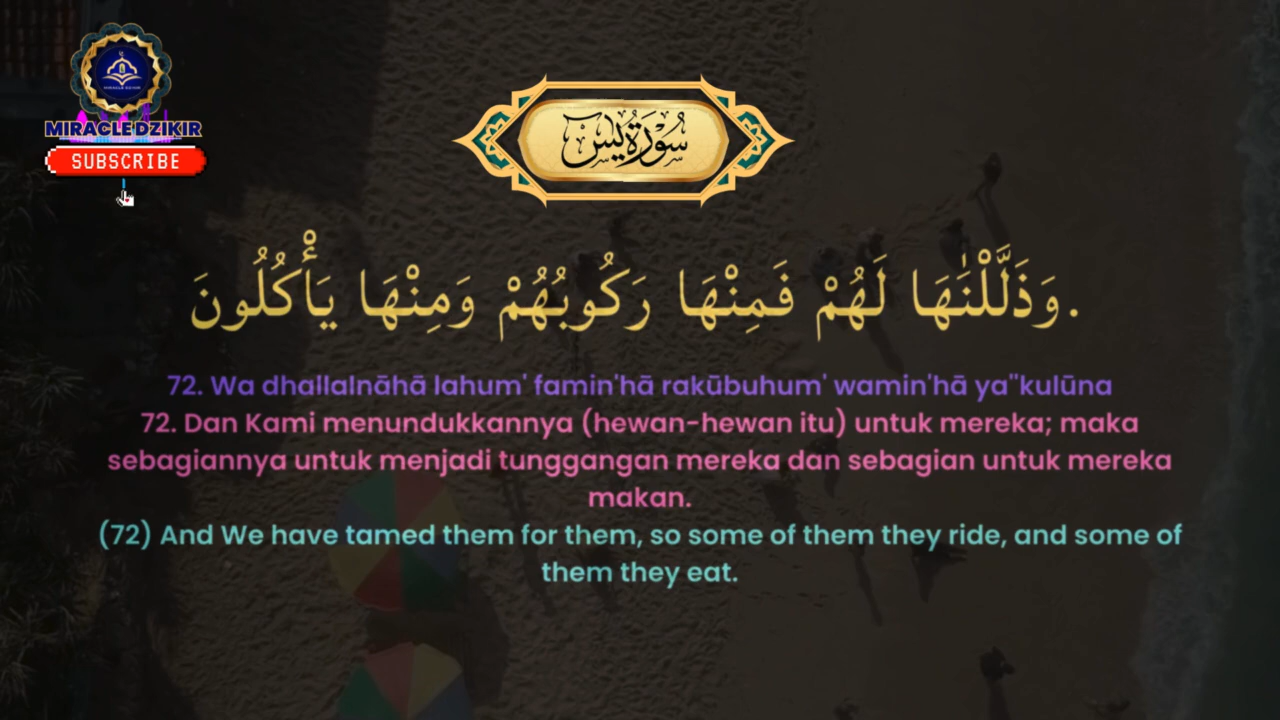 MIRACLE DZIKIR
SUBSCRIBE
سُورَةُ يٰسٓ
وَذَلَّلْنٰهَا لَهُمْ فَمِنْهَا رَكُوبُهُمْ وَمِنْهَا يَأْكُلُونَ.
72. Wa dhallalnāhā lahum' famin'hā rakūbuhum' wamin'hā ya"kulūna
72. Dan Kami menundukkannya (hewan-hewan itu) untuk mereka; maka
sebagiannya untuk menjadi tunggangan mereka dan sebagian untuk mereka
makan.
(72) And We have tamed them for them, so some of them they ride, and some of
them they eat.